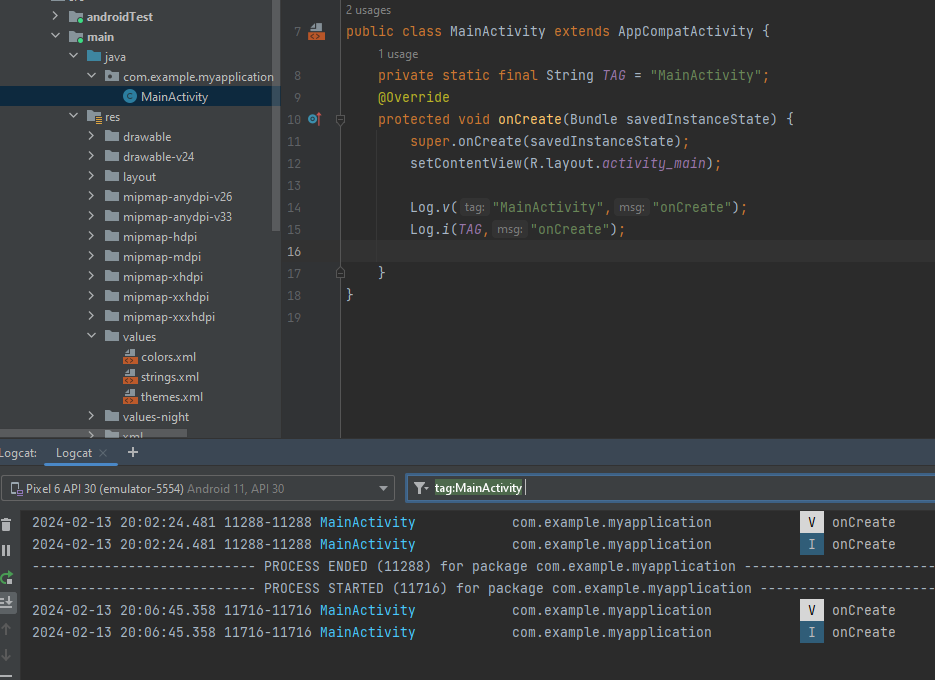 androidTest
main
java
com.example.myapplication
MainActivity
res
drawable
drawable-v24
layout
mipmap-anydpi-v26
mipmap-anydpi-v33
mipmap-hdpi
mipmap-mdpi
mipmap-xhdpi
mipmap-xxhdpi
mipmap-xxxhdpi
values
colors.xml
strings.xml
themes.xml
values-night
xml
2 usages
7 public class MainActivity extends AppCompatActivity {
1 usage
8 private static final String TAG = "MainActivity";
9 @Override
10 protected void onCreate(Bundle savedInstanceState) {
11 super.onCreate(savedInstanceState);
12 setContentView(R.layout.activity_main);
13
14 Log.v( tag: "MainActivity", msg: "onCreate");
15 Log.i(TAG, msg: "onCreate");
16
17 }
18 }
19
Logcat: Logcat × +
Pixel 6 API 30 (emulator-5554) Android 11, API 30 tag:MainActivity
2024-02-13 20:02:24.481 11288-11288 MainActivity com.example.myapplication V onCreate
2024-02-13 20:02:24.481 11288-11288 MainActivity com.example.myapplication I onCreate
---------------------------- PROCESS ENDED (11288) for package com.example.myapplication ------------------------
---------------------------- PROCESS STARTED (11716) for package com.example.myapplication ----------------------
2024-02-13 20:06:45.358 11716-11716 MainActivity com.example.myapplication V onCreate
2024-02-13 20:06:45.358 11716-11716 MainActivity com.example.myapplication I onCreate